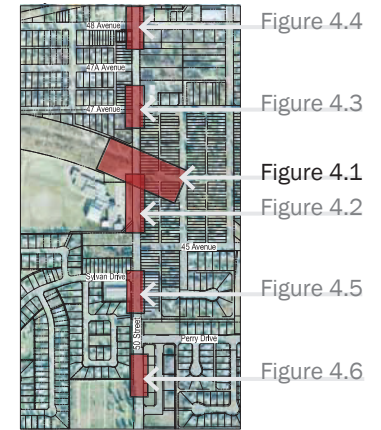 Figure 4.4
48 Avenue
47A Avenue
Figure 4.3
47 Avenue
Figure 4.1
Figure 4.2
45 Avenue
Sylvan Drive
Figure 4.5
50 Street
Perry Drive
Figure 4.6